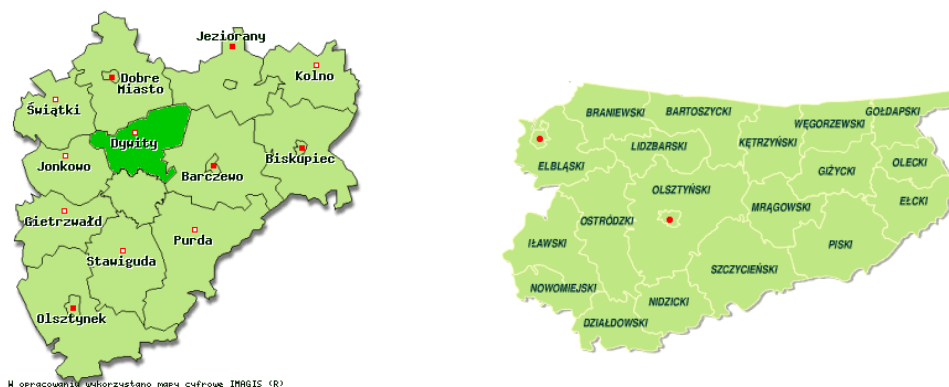 Jeziorany
Dobre
Miasto
Kolno
Świątki
Dywity
Jonkowo
Biskupiec
Barczewo
Gietrzwałd
Purda
Stawiguda
Olsztynek
W opracowaniu wykorzystano mapy cyfrowe IMAGIS (R)
BRANIEWSKI
BARTOSZYCKI
GOŁDAPSKI
WĘGORZEWSKI
KĘTRZYŃSKI
LIDZBARSKI
ELBLĄSKI
OLECKI
GIŻYCKI
OLSZTYŃSKI
EŁCKI
MRĄGOWSKI
OSTRÓDZKI
IŁAWSKI
PISKI
SZCZYCIEŃSKI
NOWOMIEJSKI
NIDZICKI
DZIAŁDOWSKI